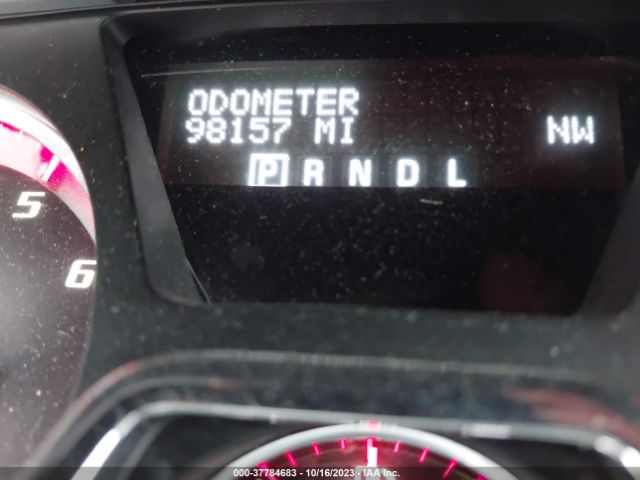 ODOMETER
98157 MI NW
P R N D L
5
6
000-37784683 - 10/16/2023 - IAA Inc.